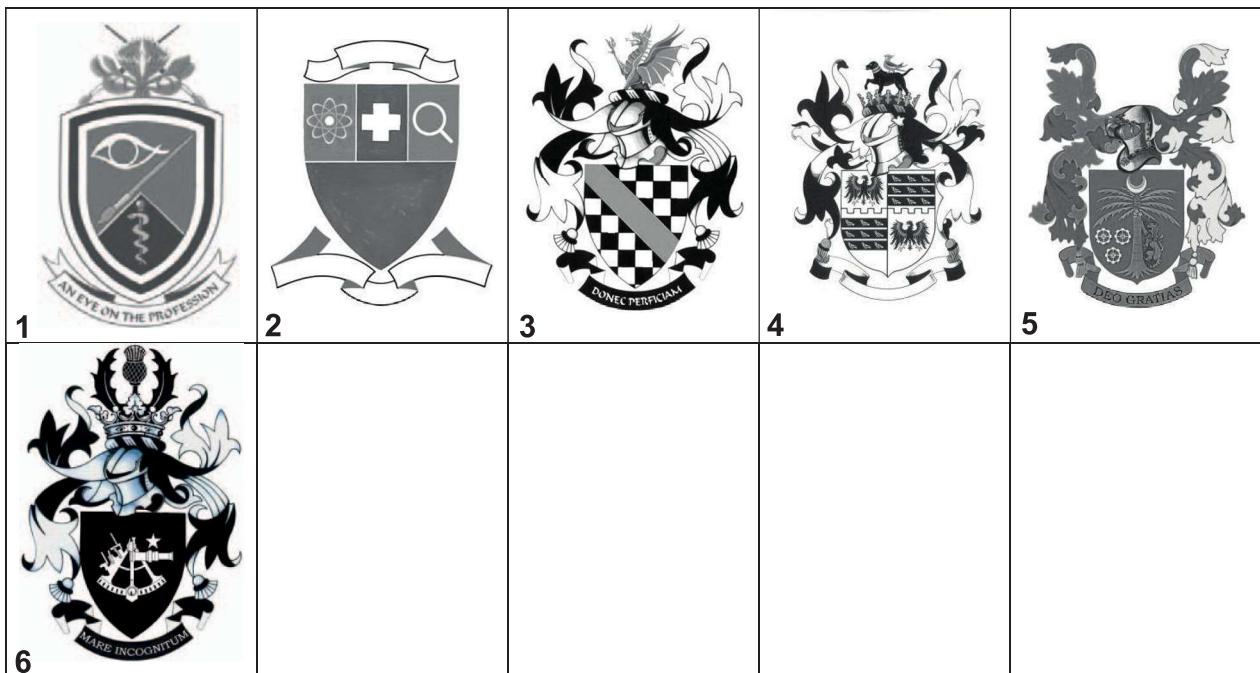 AN EYE ON THE PROFESSION
1
2
DONEC PERFICIAM
3
4
DEO GRATIAS
5
MARE INCOGNITUM
6